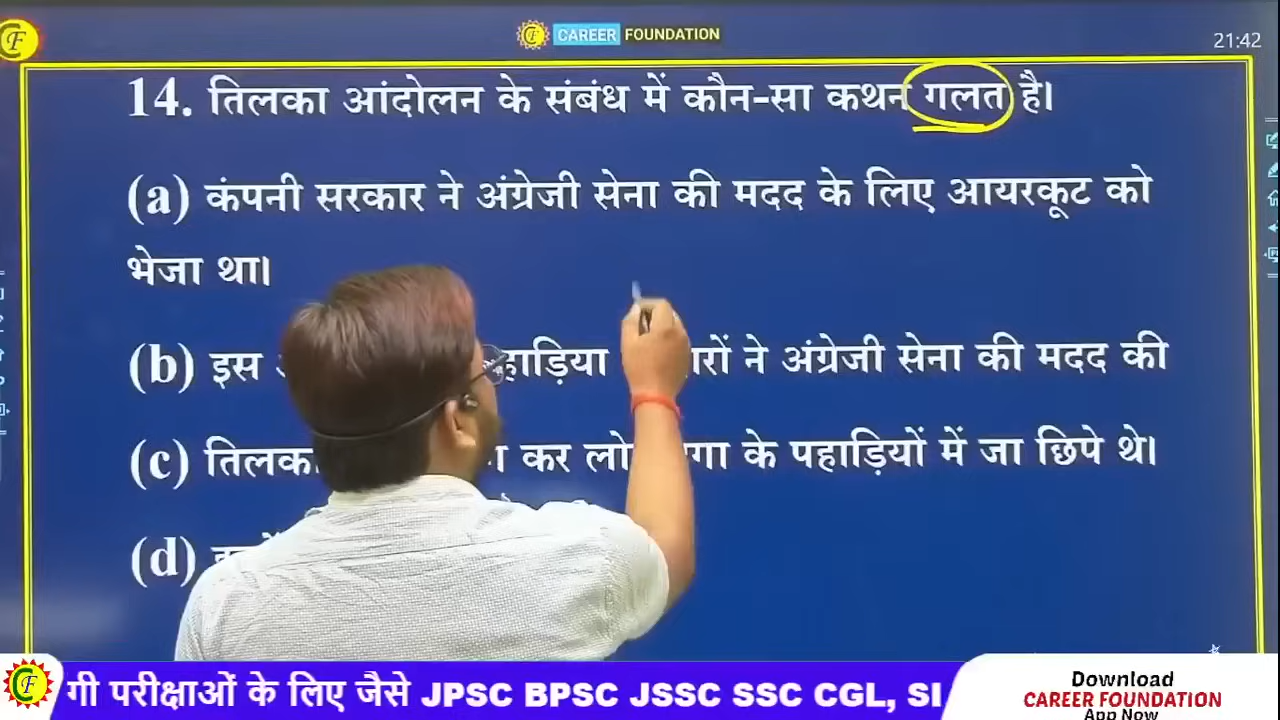 CAREER FOUNDATION
21:42
14. तिलका आंदोलन के संबंध में कौन-सा कथन गलत है।
(a) कंपनी सरकार ने अंग्रेजी सेना की मदद के लिए आयरकूट को
भेजा था।
(b) इस ने अंग्रेजी सेना की मदद की
(c) तिलका कर के पहाड़ियों में जा छिपे थे।
(d)
गी परीक्षाओं के लिए जैसे JPSC BPSC JSSC SSC CGL, SI
Download
CAREER FOUNDATION
App Now